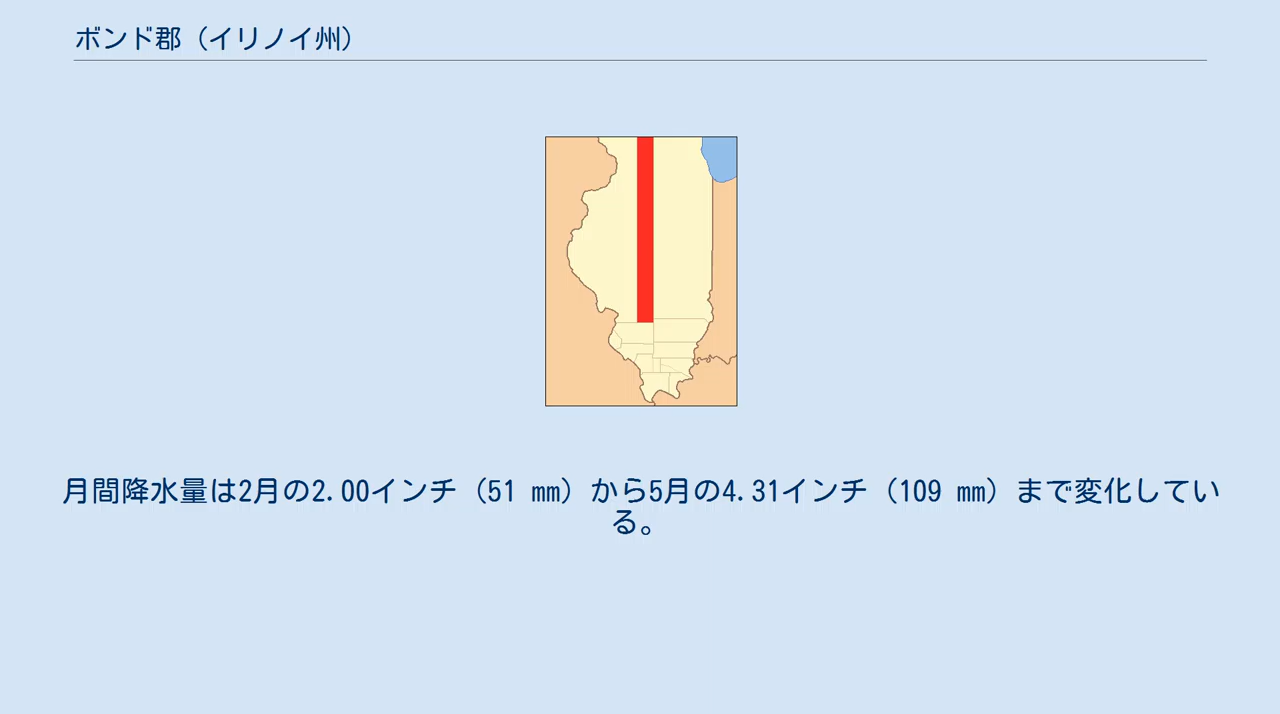 ボンド郡（イリノイ州）
月間降水量は2月の2.00インチ（51 mm）から5月の4.31インチ（109 mm）まで変化してい
る。